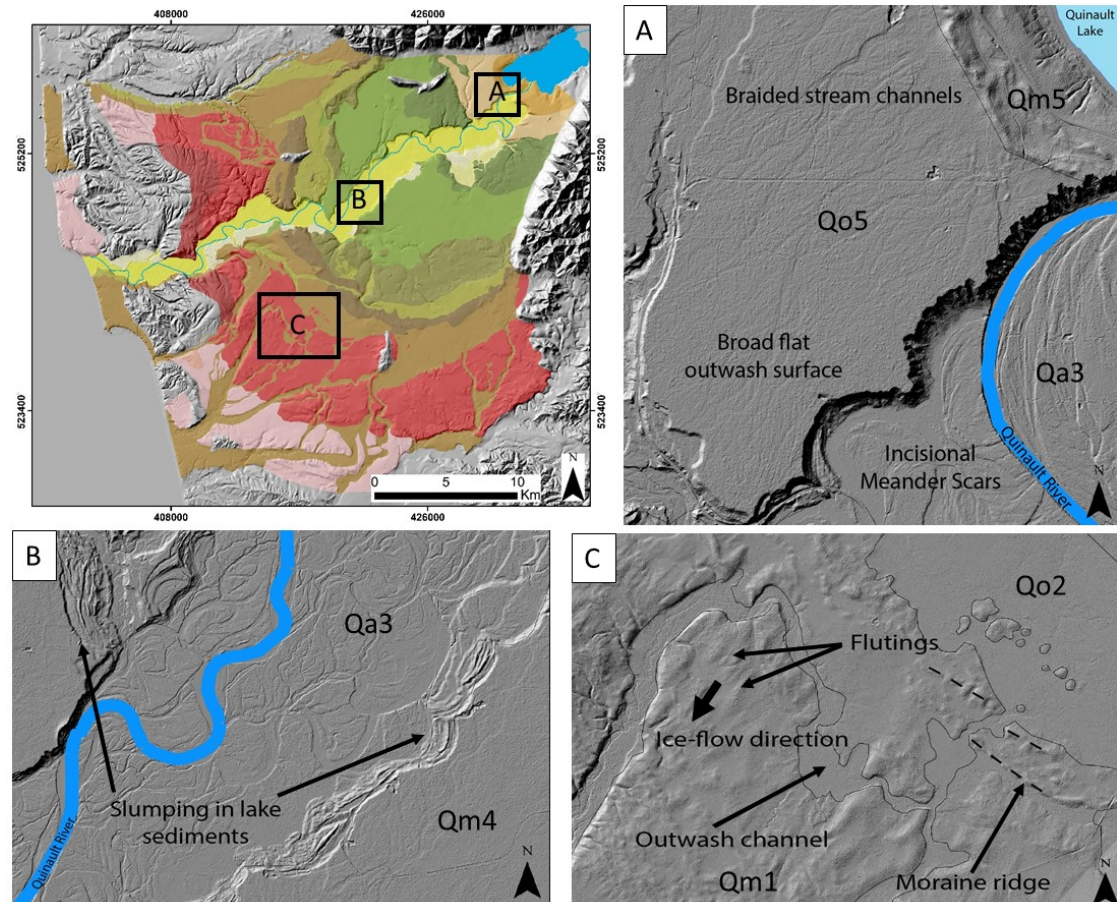 408000
426000
525200
523400
A
B
C
0
5
10
Km
N
408000
426000
A
Quinault
Lake
Braided stream channels
Qm5
Qo5
Broad flat
outwash surface
Qa3
Incisional
Meander Scars
Quinault River
N
B
Qa3
Slumping in lake
sediments
Qm4
Quinault River
N
C
Qo2
Flutings
Ice-flow direction
Outwash channel
Qm1
Moraine ridge
N